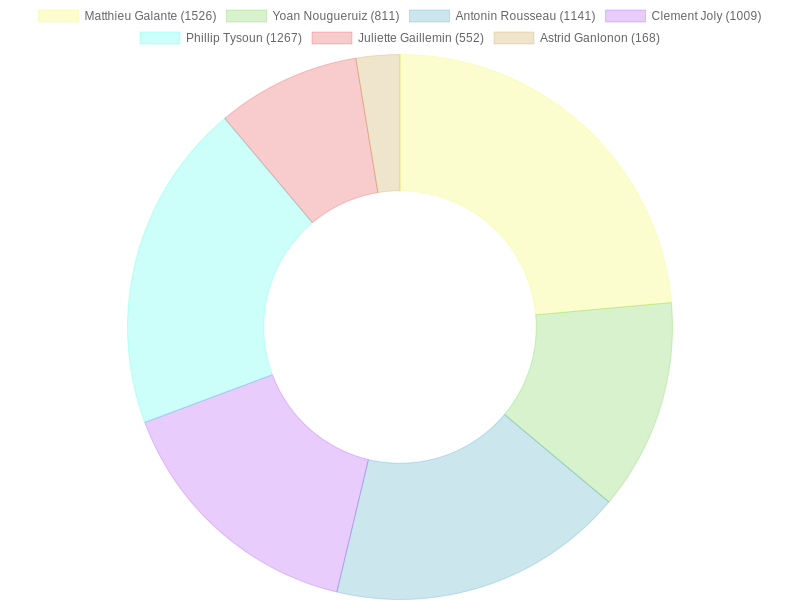 Matthieu Galante (1526) Yoan Nougueruiz (811) Antonin Rousseau (1141) Clement Joly (1009)
Phillip Tysoun (1267) Juliette Gaillemin (552) Astrid Ganlonon (168)